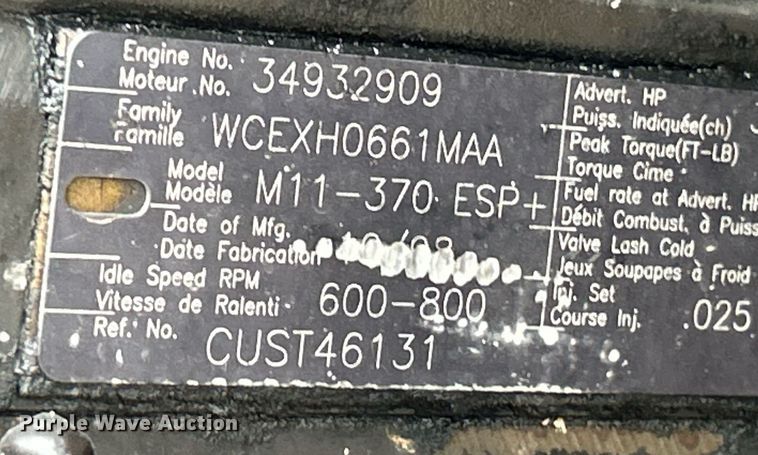 Engine No.
Moteur No. 34932909
Family
Famille WCEXH0661MAA
Model
Modèle M11-370 ESP+
Date of Mfg.
Date Fabrication
Idle Speed RPM
Vitesse de Ralenti 600-800
Ref. No. CUST46131
Advert. HP
Puiss. Indiquée(ch)
Peak Torque(FT-LB)
Torque Cime
Fuel rate at Advert.
Débit Combust. à
Valve Lash Cold
Jeux Soupapes à Froid
Inj. Set
Course Inj. .025
Purple Wave Auction